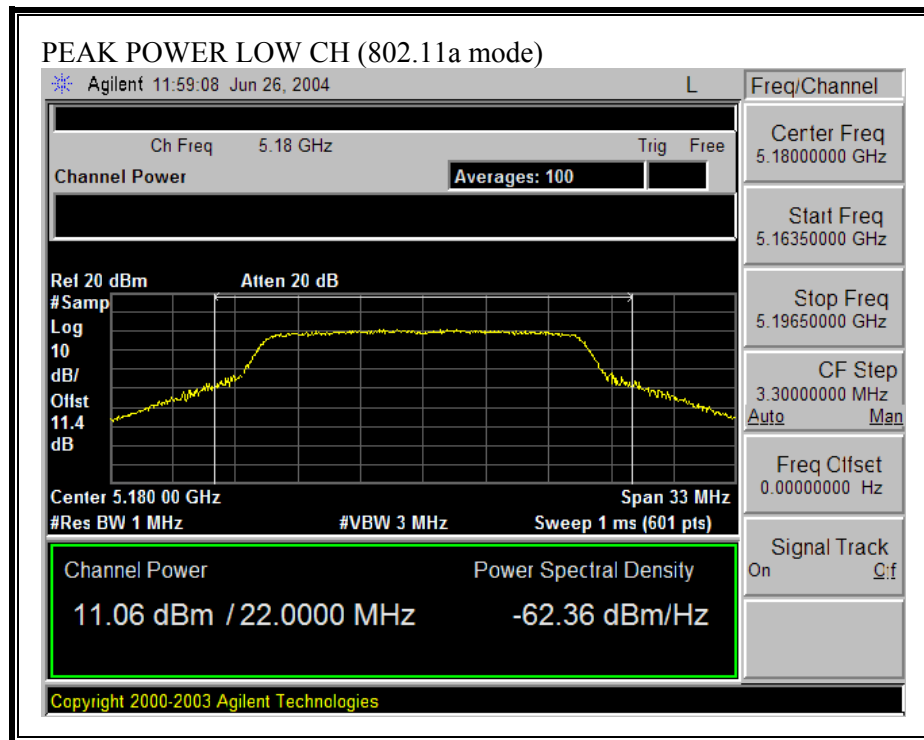 PEAK POWER LOW CH (802.11a mode)
Agilent 11:59:08 Jun 26, 2004 L
Freq/Channel
Ch Freq 5.18 GHz Trig Free
Channel Power Averages: 100
Center Freq
5.18000000 GHz
Start Freq
5.16350000 GHz
Stop Freq
5.19650000 GHz
CF Step
3.30000000 MHz
Auto Man
Freq Offset
0.00000000 Hz
Signal Track
On Off
Ref 20 dBm Atten 20 dB
#Samp
Log
10
dB/
Offst
11.4
dB
Center 5.180 00 GHz Span 33 MHz
#Res BW 1 MHz #VBW 3 MHz Sweep 1 ms (601 pts)
Channel Power Power Spectral Density
11.06 dBm / 22.0000 MHz -62.36 dBm/Hz
Copyright 2000-2003 Agilent Technologies